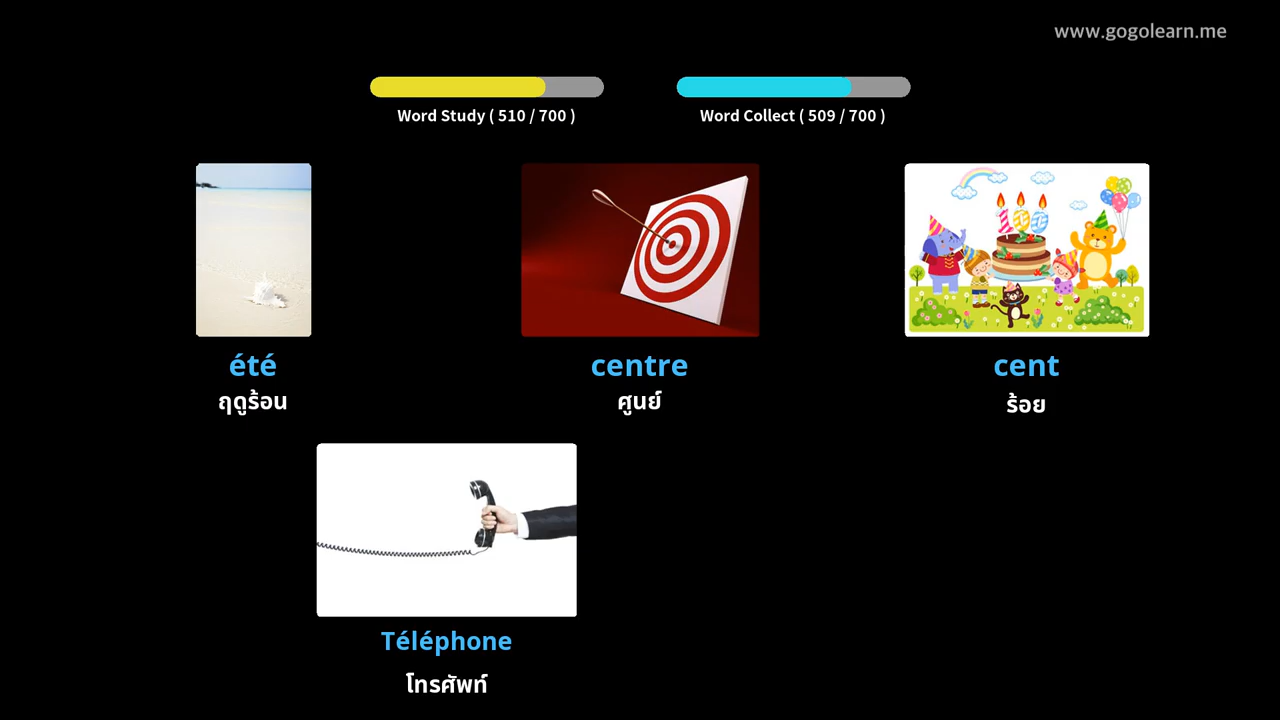 www.gogolearn.me
Word Study ( 510 / 700 )
Word Collect ( 509 / 700 )
100
été
centre
cent
ฤดูร้อน
ศูนย์
ร้อย
Téléphone
โทรศัพท์